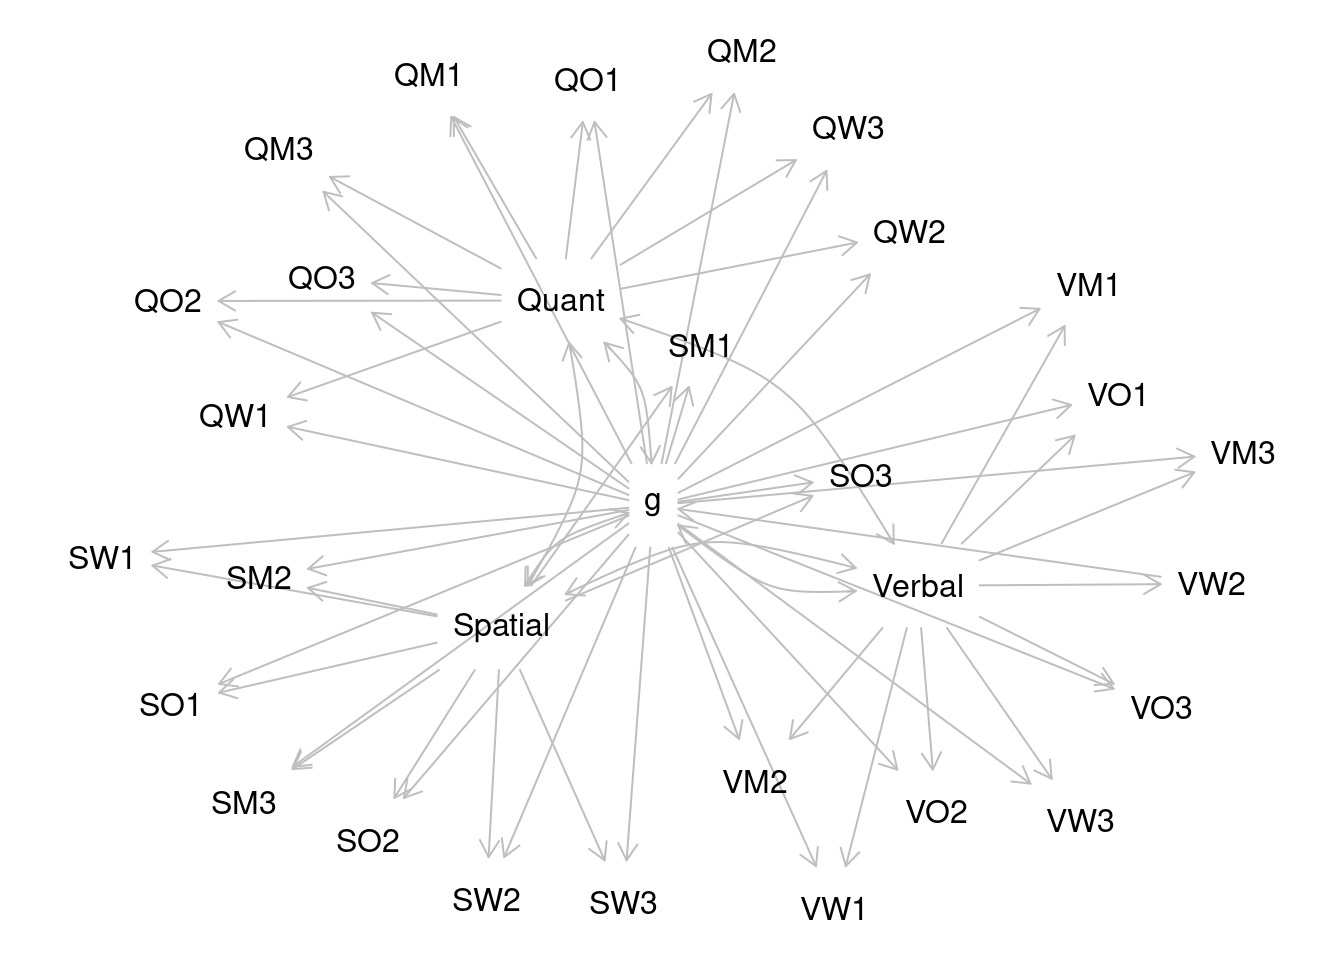 QM2
QM1
QO1
QW3
QM3
QW2
QO3
VM1
QO2
Quant
SM1
VO1
QW1
VM3
SO3
g
SW1
SM2
Verbal
VW2
Spatial
SO1
VO3
VM2
SM3
VO2
VW3
SO2
SW2
SW3
VW1